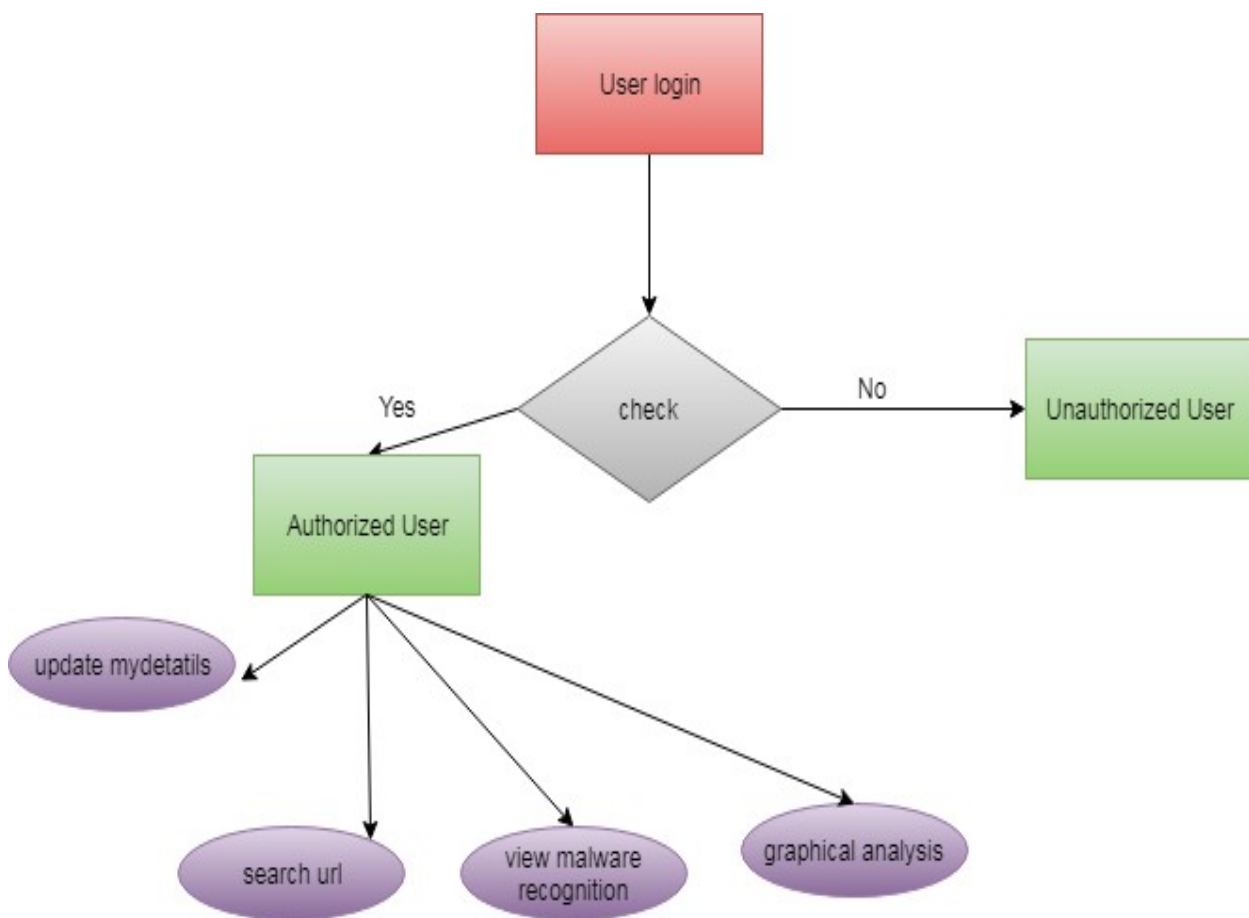 User login
check
Yes
No
Unauthorized User
Authorized User
update mydetatils
search url
view malware
recognition
graphical analysis